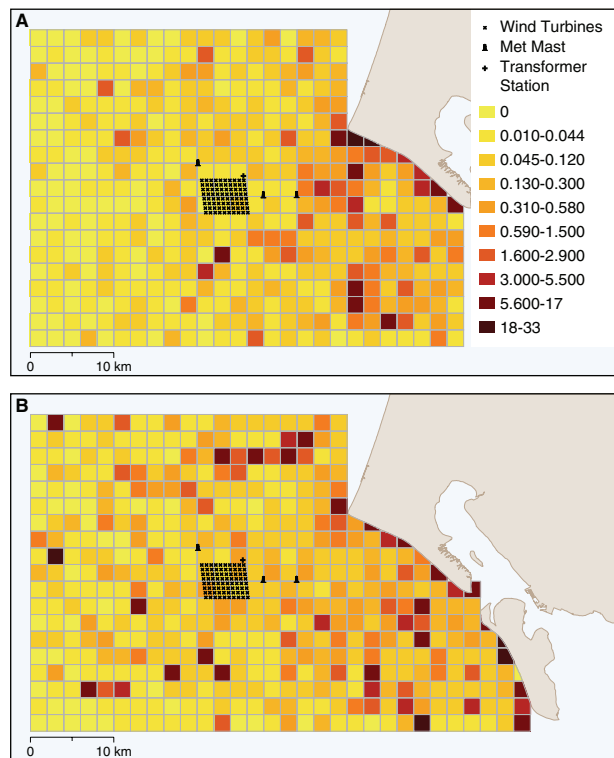 A
Wind Turbines
Met Mast
Transformer
Station
0
0.010-0.044
0.045-0.120
0.130-0.300
0.310-0.580
0.590-1.500
1.600-2.900
3.000-5.500
5.600-17
18-33
0 10 km
B
0 10 km